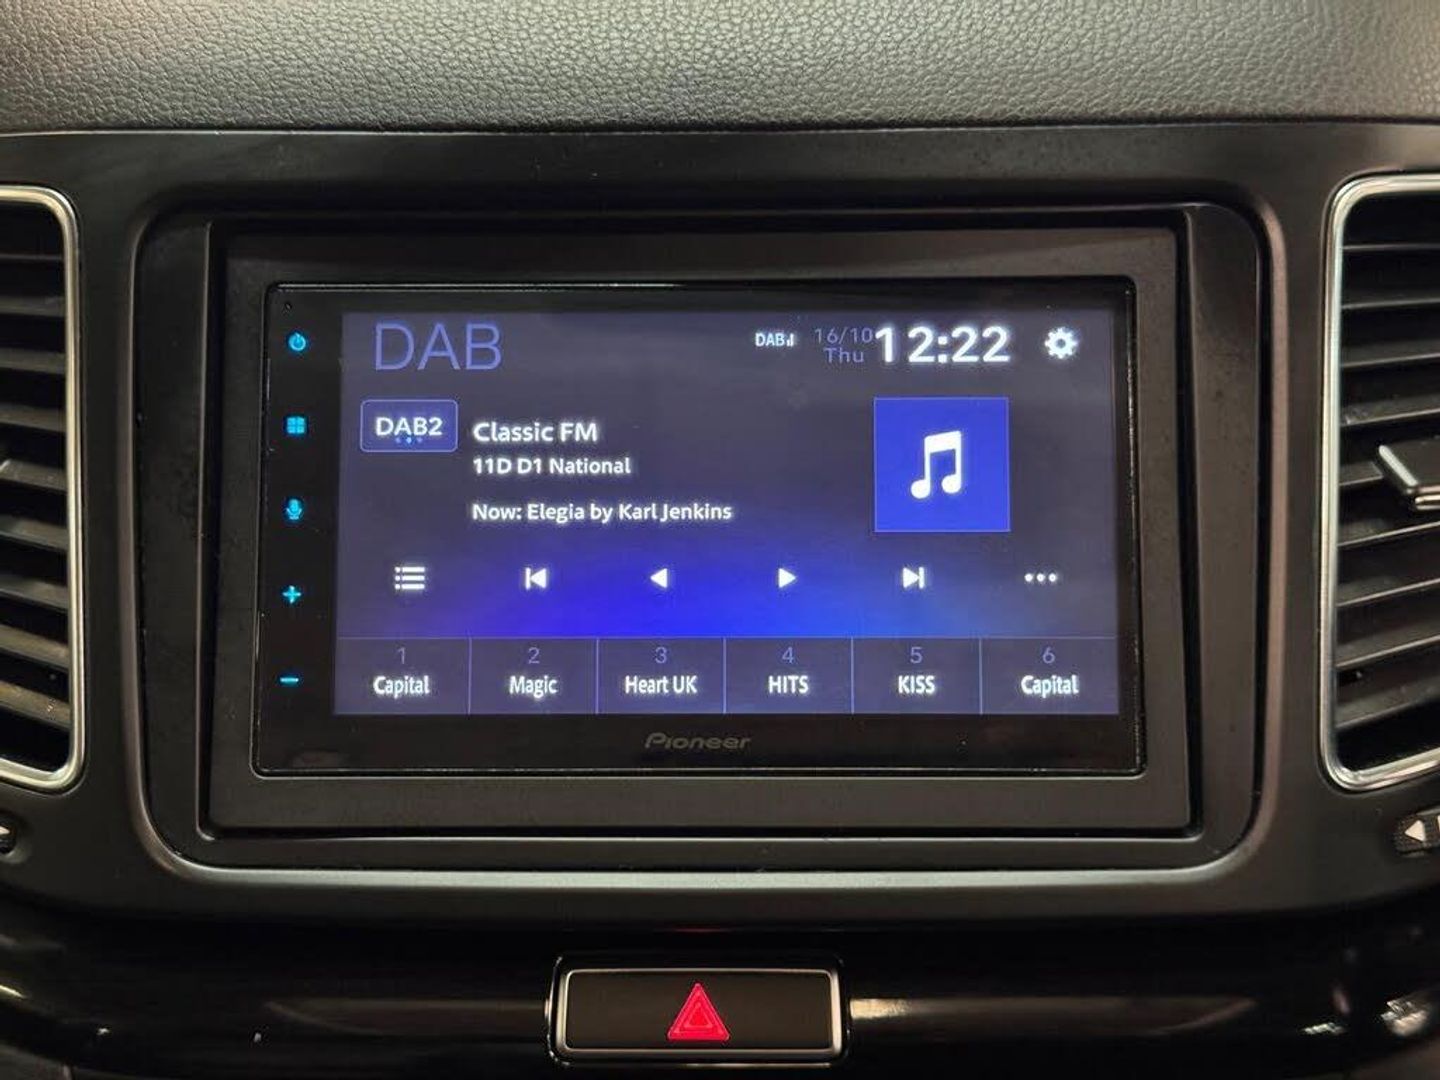 DAB
DAB
16/10
Thu
12:22
DAB2
Classic FM
11D D1 National
Now: Elegia by Karl Jenkins
1 2 3 4 5 6
Capital Magic Heart UK HITS KISS Capital
Pioneer